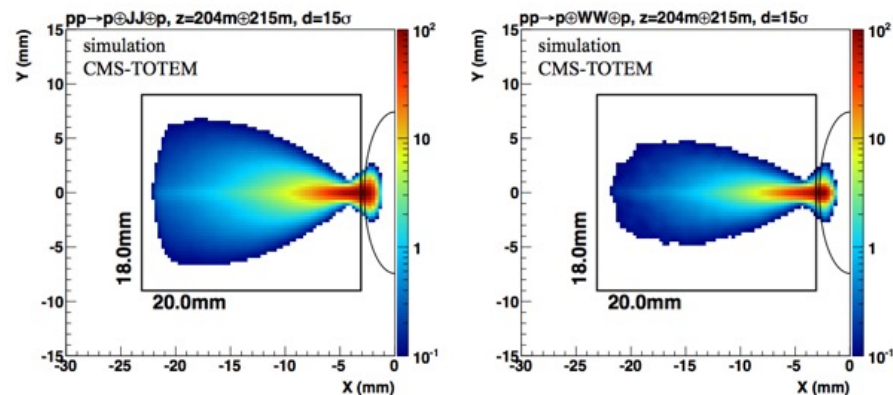 pp→p⊕JJ⊕p, z=204m⊕215m, d=15σ
Y (mm)
simulation
CMS-TOTEM
15
10
5
0
-5
-10
-15
18.0mm
20.0mm
-30 -25 -20 -15 -10 -5 0
X (mm)
10²
10
1
10⁻¹
pp→p⊕WW⊕p, z=204m⊕215m, d=15σ
Y (mm)
simulation
CMS-TOTEM
15
10
5
0
-5
-10
-15
18.0mm
20.0mm
-30 -25 -20 -15 -10 -5 0
X (mm)
10²
10
1
10⁻¹